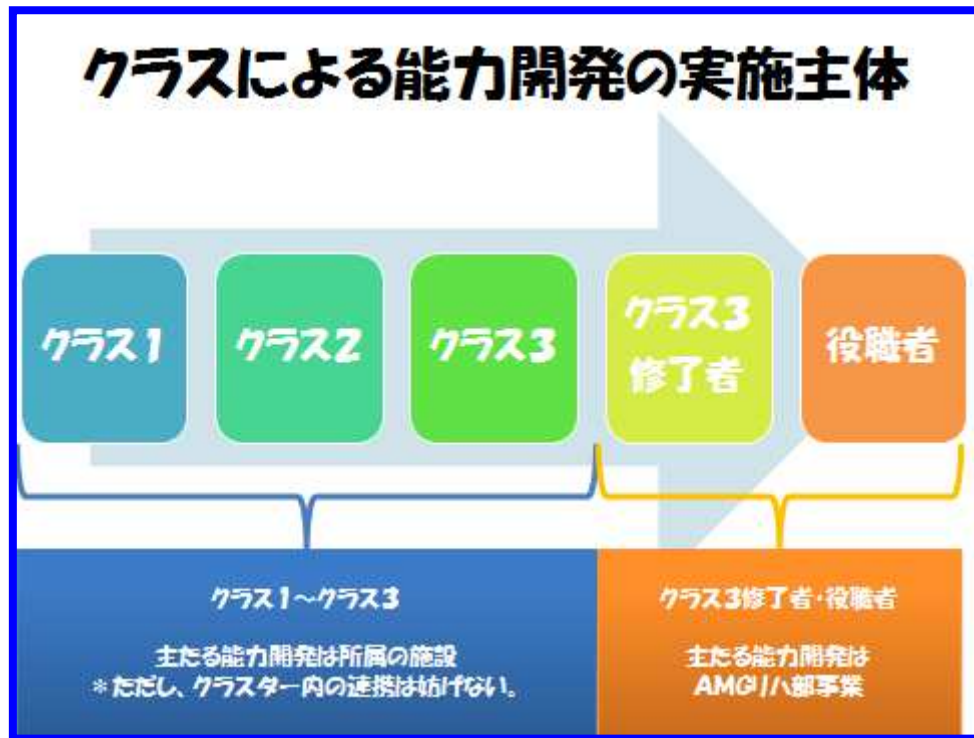 クラスによる能力開発の実施主体
クラス1
クラス2
クラス3
クラス3
修了者
役職者
クラス1~クラス3
主たる能力開発は所属の施設
*ただし、クラスター内の連携は妨げない。
クラス3修了者・役職者
主たる能力開発は
AMGリハ部事業